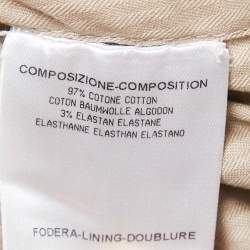 COMPOSIZIONE-COMPOSITION
97% COTONE COTTON
COTON BAUMWOLLE ALGODON
3% ELASTAN ELASTANE
ELASTHANNE ELASTHAN ELASTANO
FODERA-LINING-DOUBLURE